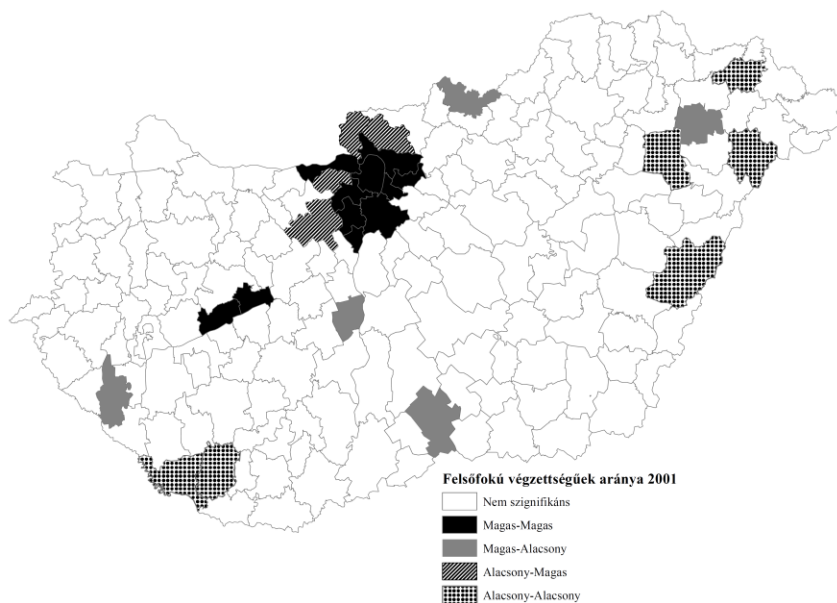 Felsőfokú végzettségűek aránya 2001
Nem szignifikáns
Magas-Magas
Magas-Alacsony
Alacsony-Magas
Alacsony-Alacsony